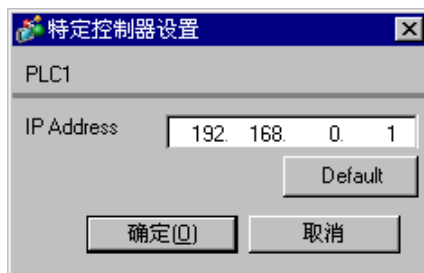 特定控制器设置
PLC1
IP Address 192. 168. 0. 1
Default
确定(O) 取消